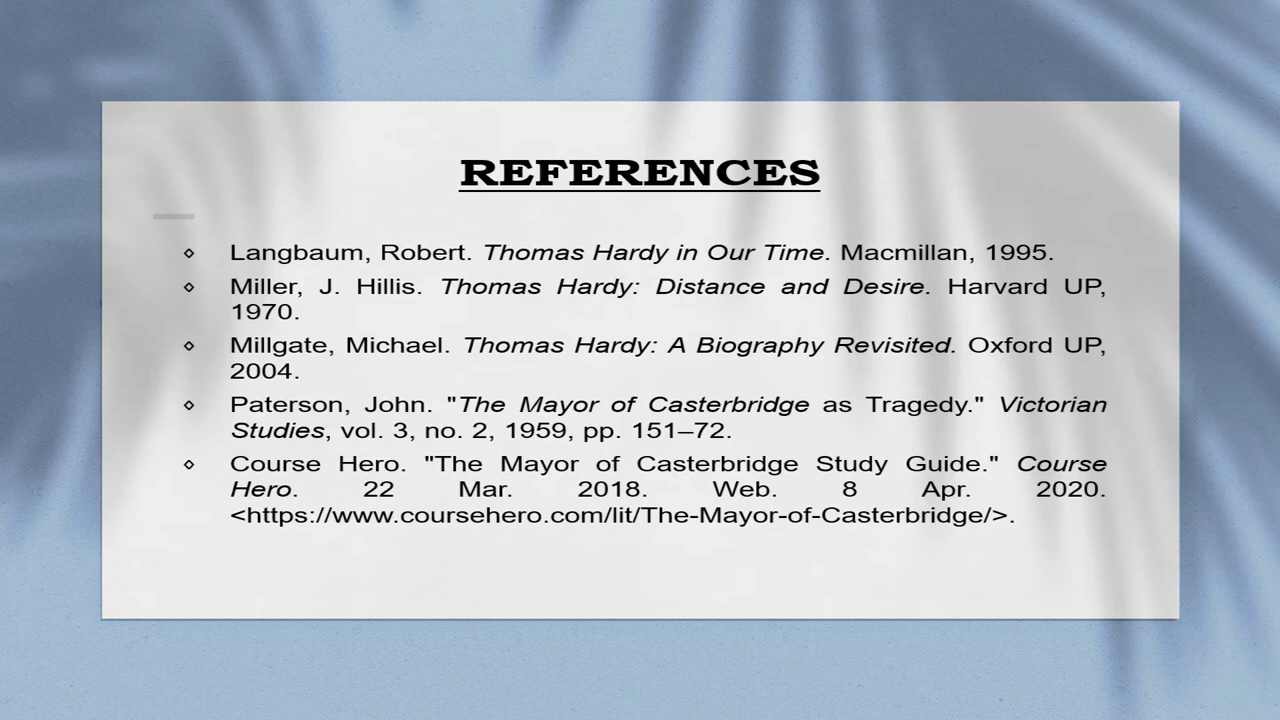 REFERENCES
⋄ Langbaum, Robert. Thomas Hardy in Our Time. Macmillan, 1995.
⋄ Miller, J. Hillis. Thomas Hardy: Distance and Desire. Harvard UP,
1970.
⋄ Millgate, Michael. Thomas Hardy: A Biography Revisited. Oxford UP,
2004.
⋄ Paterson, John. "The Mayor of Casterbridge as Tragedy." Victorian
Studies, vol. 3, no. 2, 1959, pp. 151–72.
⋄ Course Hero. "The Mayor of Casterbridge Study Guide." Course
Hero. 22 Mar. 2018. Web. 8 Apr. 2020.
<https://www.coursehero.com/lit/The-Mayor-of-Casterbridge/>.